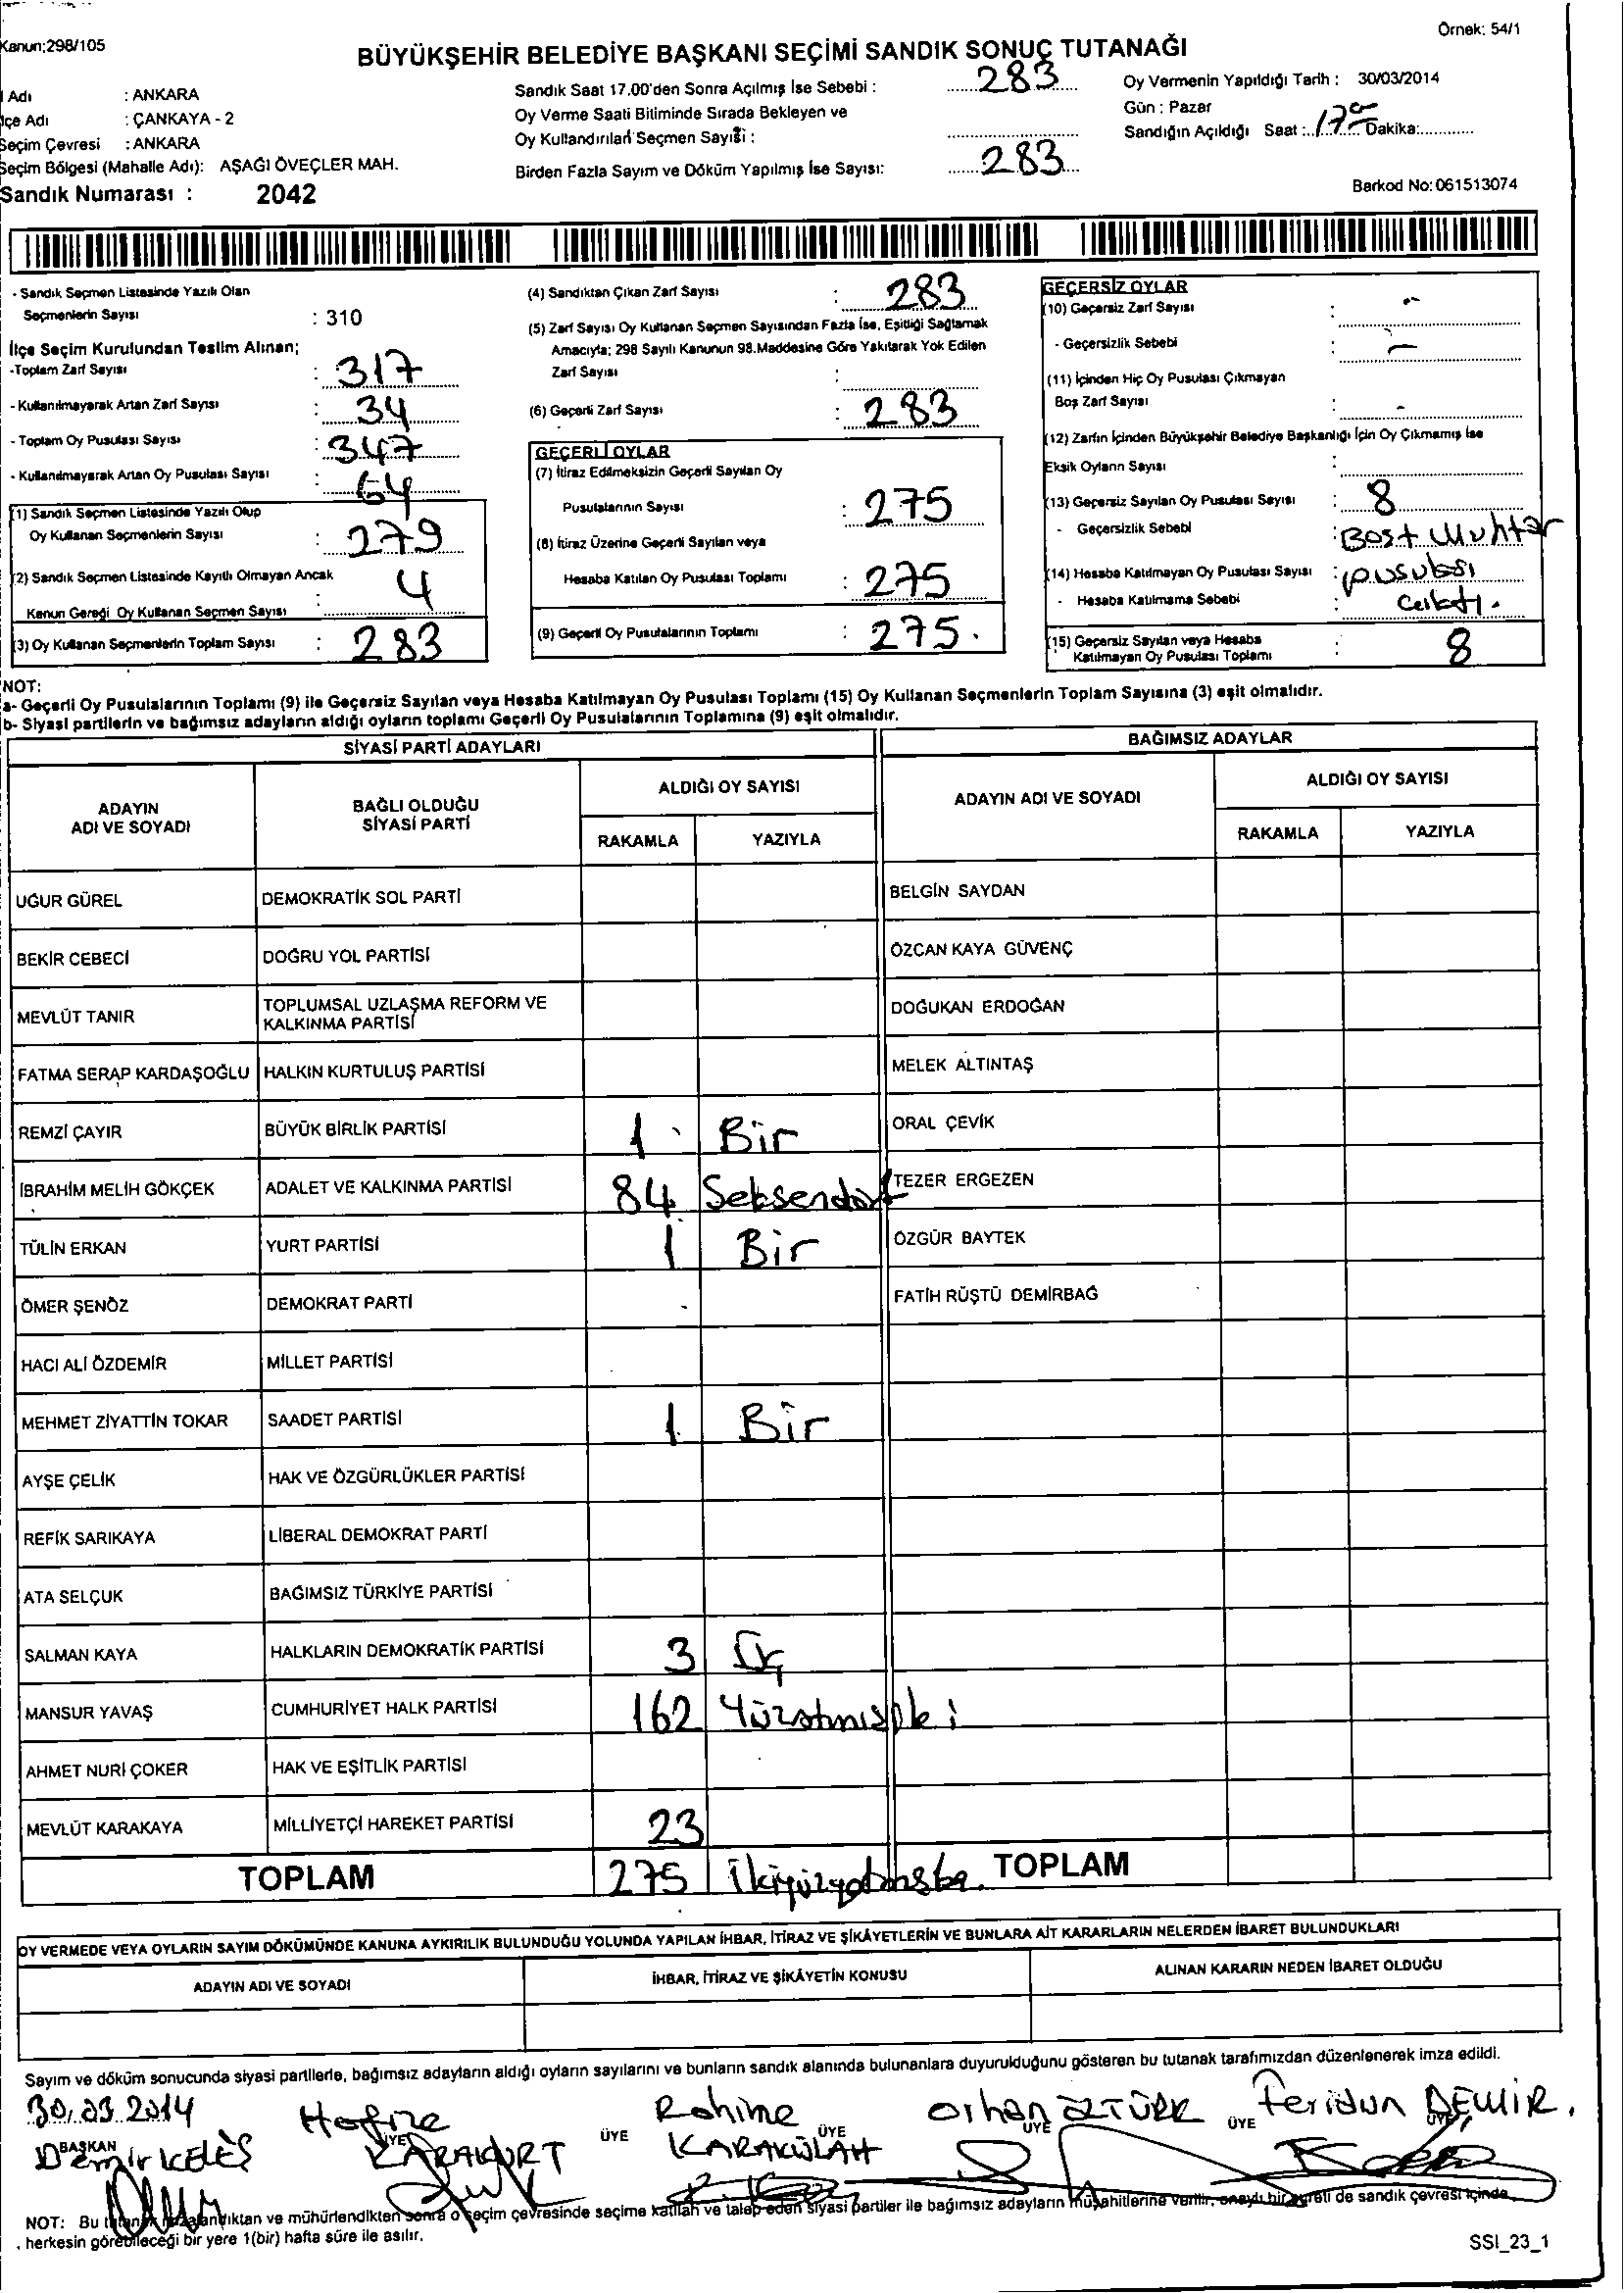 Kanun;298/105
Örnek: 54/1
BÜYÜKŞEHİR BELEDİYE BAŞKANI SEÇİMİ SANDIK SONUÇ TUTANAĞI
Adı : ANKARA
İlçe Adı : ÇANKAYA - 2
Seçim Çevresi : ANKARA
Seçim Bölgesi (Mahalle Adı): AŞAĞI ÖVEÇLER MAH.
Sandık Numarası : 2042
Sandık Saat 17.00'den Sonra Açılmış İse Sebebi : 283
Oy Verme Saati Bitiminde Sırada Bekleyen ve
Oy Kullandırılan Seçmen Sayısı :
Birden Fazla Sayım ve Döküm Yapılmış İse Sayısı: 283
Oy Vermenin Yapıldığı Tarih : 30/03/2014
Gün : Pazar
Sandığın Açıldığı Saat : 17 Dakika:
Barkod No: 061513074
- Sandık Seçmen Listesinde Yazılı Olan
Seçmenlerin Sayısı : 310
İlçe Seçim Kurulundan Teslim Alınan;
-Toplam Zarf Sayısı : 317
- Kullanılmayarak Artan Zarf Sayısı : 34
- Toplam Oy Pusulası Sayısı : 347
- Kullanılmayarak Artan Oy Pusulası Sayısı : 64
(1) Sandık Seçmen Listesinde Yazılı Olup
Oy Kullanan Seçmenlerin Sayısı : 279
(2) Sandık Seçmen Listesinde Kayıtlı Olmayan Ancak
Kanun Gereği Oy Kullanan Seçmen Sayısı : 4
(3) Oy Kullanan Seçmenlerin Toplam Sayısı : 283
(4) Sandıktan Çıkan Zarf Sayısı : 283
(5) Zarf Sayısı Oy Kullanan Seçmen Sayısından Fazla İse, Eşitliği Sağlamak
Amacıyla; 298 Sayılı Kanunun 98.Maddesine Göre Yakılarak Yok Edilen
Zarf Sayısı :
(6) Geçerli Zarf Sayısı : 283
GEÇERLİ OYLAR
(7) İtiraz Edilmeksizin Geçerli Sayılan Oy
Pusulalarının Sayısı : 275
(8) İtiraz Üzerine Geçerli Sayılan veya
Hesaba Katılan Oy Pusulası Toplamı : 275
(9) Geçerli Oy Pusulalarının Toplamı : 275.
GEÇERSİZ OYLAR
(10) Geçersiz Zarf Sayısı : -
- Geçersizlik Sebebi : -
(11) İçinden Hiç Oy Pusulası Çıkmayan
Boş Zarf Sayısı : -
(12) Zarfın İçinden Büyükşehir Belediye Başkanlığı İçin Oy Çıkmamış İse
Eksik Oyların Sayısı :
(13) Geçersiz Sayılan Oy Pusulası Sayısı : 8
- Geçersizlik Sebebi : Boş+ Muhtar
(14) Hesaba Katılmayan Oy Pusulası Sayısı : pusulası
- Hesaba Katılmama Sebebi :
(15) Geçersiz Sayılan veya Hesaba
Katılmayan Oy Pusulası Toplamı : 8
NOT:
a- Geçerli Oy Pusulalarının Toplamı (9) ile Geçersiz Sayılan veya Hesaba Katılmayan Oy Pusulası Toplamı (15) Oy Kullanan Seçmenlerin Toplam Sayısına (3) eşit olmalıdır.
b- Siyasi partilerin ve bağımsız adayların aldığı oyların toplamı Geçerli Oy Pusulalarının Toplamına (9) eşit olmalıdır.
SİYASİ PARTİ ADAYLARI
BAĞIMSIZ ADAYLAR
ADAYIN
ADI VE SOYADI
BAĞLI OLDUĞU
SİYASİ PARTİ
ALDIĞI OY SAYISI
RAKAMLA YAZIYLA
ADAYIN ADI VE SOYADI
ALDIĞI OY SAYISI
RAKAMLA YAZIYLA
UĞUR GÜREL DEMOKRATİK SOL PARTİ BELGİN SAYDAN
BEKİR CEBECİ DOĞRU YOL PARTİSİ ÖZCAN KAYA GÜVENÇ
MEVLÜT TANIR TOPLUMSAL UZLAŞMA REFORM VE
KALKINMA PARTİSİ DOĞUKAN ERDOĞAN
FATMA SERAP KARDAŞOĞLU HALKIN KURTULUŞ PARTİSİ MELEK ALTINTAŞ
REMZİ ÇAYIR BÜYÜK BİRLİK PARTİSİ 1 Bir ORAL ÇEVİK
İBRAHİM MELİH GÖKÇEK ADALET VE KALKINMA PARTİSİ 84 Seksendört TEZER ERGEZEN
TÜLİN ERKAN YURT PARTİSİ 1 Bir ÖZGÜR BAYTEK
ÖMER ŞENÖZ DEMOKRAT PARTİ - FATİH RÜŞTÜ DEMİRBAĞ
HACI ALİ ÖZDEMİR MİLLET PARTİSİ
MEHMET ZİYATTİN TOKAR SAADET PARTİSİ 1 Bir
AYŞE ÇELİK HAK VE ÖZGÜRLÜKLER PARTİSİ
REFİK SARIKAYA LİBERAL DEMOKRAT PARTİ
ATA SELÇUK BAĞIMSIZ TÜRKİYE PARTİSİ
SALMAN KAYA HALKLARIN DEMOKRATİK PARTİSİ 3 Üç
MANSUR YAVAŞ CUMHURİYET HALK PARTİSİ 162 Yüzatmışiki
AHMET NURİ ÇOKER HAK VE EŞİTLİK PARTİSİ
MEVLÜT KARAKAYA MİLLİYETÇİ HAREKET PARTİSİ 23
TOPLAM 275 TOPLAM
OY VERMEDE VEYA OYLARIN SAYIM DÖKÜMÜNDE KANUNA AYKIRILIK BULUNDUĞU YOLUNDA YAPILAN İHBAR, İTİRAZ VE ŞİKÂYETLERİN VE BUNLARA AİT KARARLARIN NELERDEN İBARET BULUNDUKLARI
ADAYIN ADI VE SOYADI İHBAR, İTİRAZ VE ŞİKÂYETİN KONUSU ALINAN KARARIN NEDEN İBARET OLDUĞU
Sayım ve döküm sonucunda siyasi partilerle, bağımsız adayların aldığı oyların sayılarını ve bunların sandık alanında bulunanlara duyurulduğunu gösteren bu tutanak tarafımızdan düzenlenerek imza edildi.
30.03.2014 Hafize Rahime Orhan ÖZTÜRK Feridun DEMİR.
BAŞKAN ÜYE ÜYE ÜYE ÜYE ÜYE ÜYE
Demir KELEŞ KARAKURT KARAKÜLAH
NOT: Bu tutanak imzalandıktan ve mühürlendikten sonra o seçim çevresinde seçime katılan ve talep eden siyasi partiler ile bağımsız adayların müşahitlerine verilir, onaylı bir sureti de sandık çevresi içinde,
herkesin görebileceği bir yere 1(bir) hafta süre ile asılır.
SSI_23_1